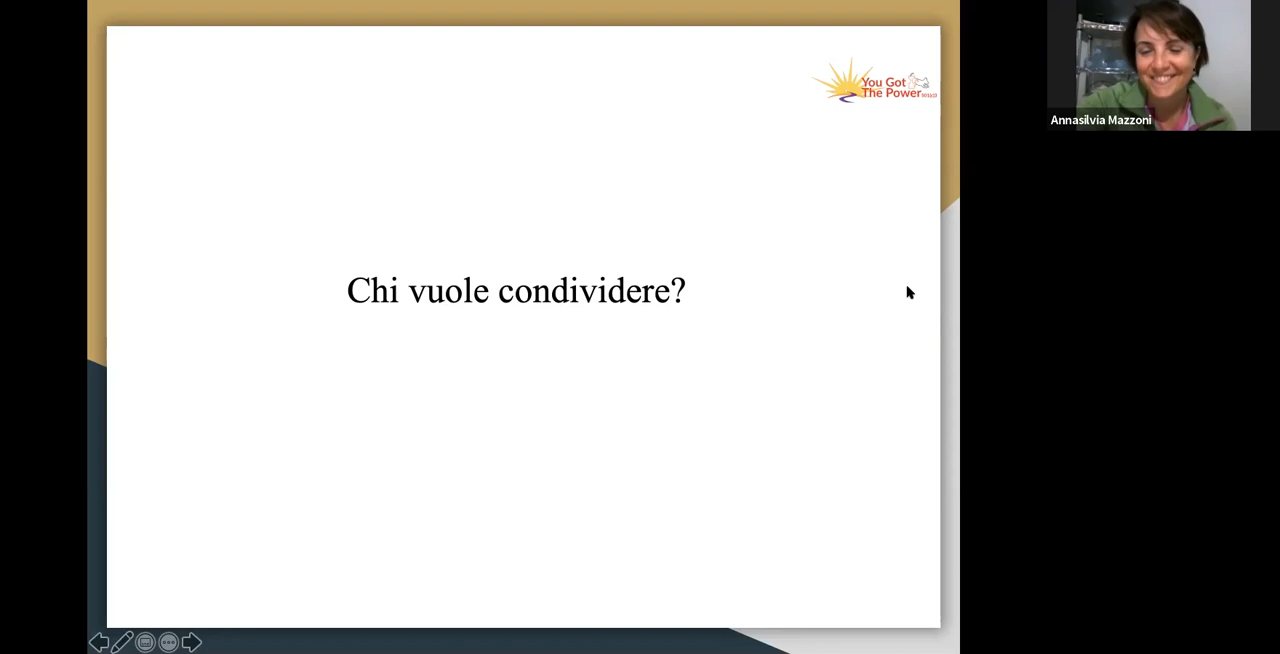 You Got
The Power
Annasilvia Mazzoni
Chi vuole condividere?